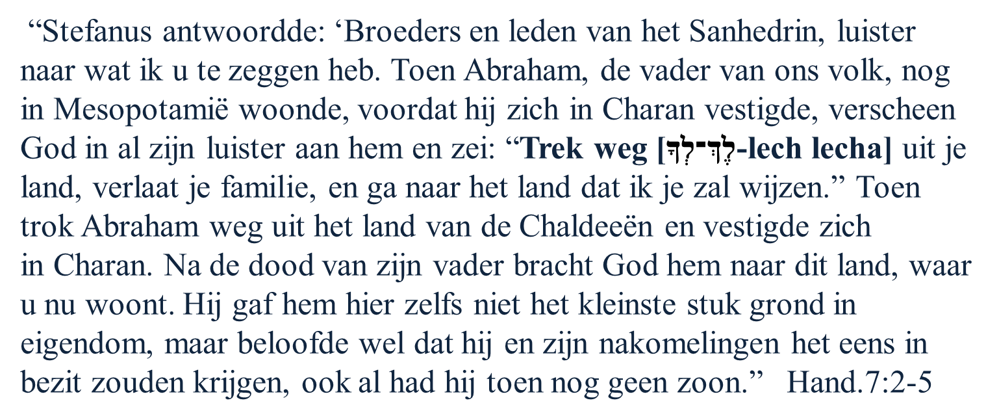 “Stefanus antwoordde: ‘Broeders en leden van het Sanhedrin, luister
naar wat ik u te zeggen heb. Toen Abraham, de vader van ons volk, nog
in Mesopotamië woonde, voordat hij zich in Charan vestigde, verscheen
God in al zijn luister aan hem en zei: “Trek weg [לֶךְ־לְךָ-lech lecha] uit je
land, verlaat je familie, en ga naar het land dat ik je zal wijzen.” Toen
trok Abraham weg uit het land van de Chaldeeën en vestigde zich
in Charan. Na de dood van zijn vader bracht God hem naar dit land, waar
u nu woont. Hij gaf hem hier zelfs niet het kleinste stuk grond in
eigendom, maar beloofde wel dat hij en zijn nakomelingen het eens in
bezit zouden krijgen, ook al had hij toen nog geen zoon.” Hand.7:2-5